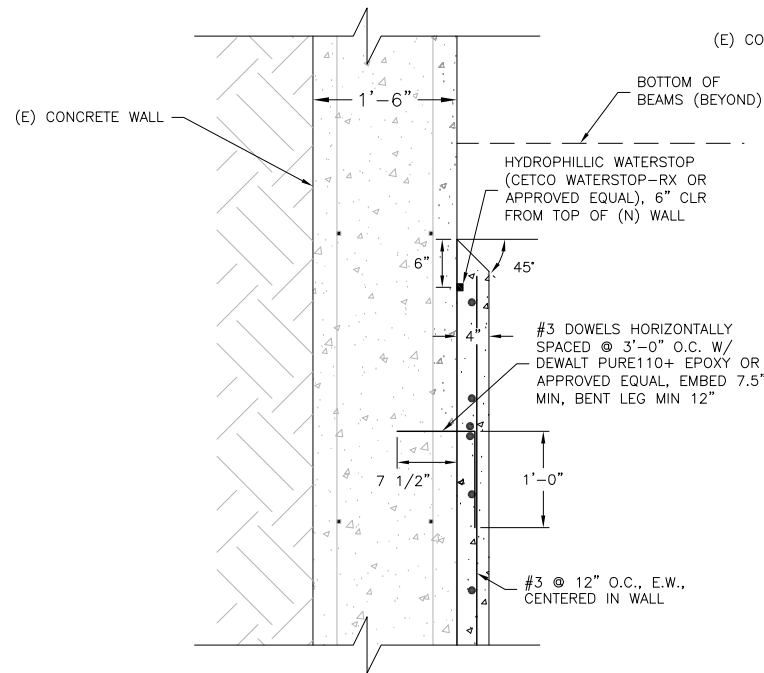 (E) CO
BOTTOM OF
BEAMS (BEYOND)
(E) CONCRETE WALL
1'-6"
HYDROPHILLIC WATERSTOP
(CETCO WATERSTOP-RX OR
APPROVED EQUAL), 6" CLR
FROM TOP OF (N) WALL
6"
45°
4"
#3 DOWELS HORIZONTALLY
SPACED @ 3'-0" O.C. W/
DEWALT PURE110+ EPOXY OR
APPROVED EQUAL, EMBED 7.5"
MIN, BENT LEG MIN 12"
7 1/2"
1'-0"
#3 @ 12" O.C., E.W.,
CENTERED IN WALL